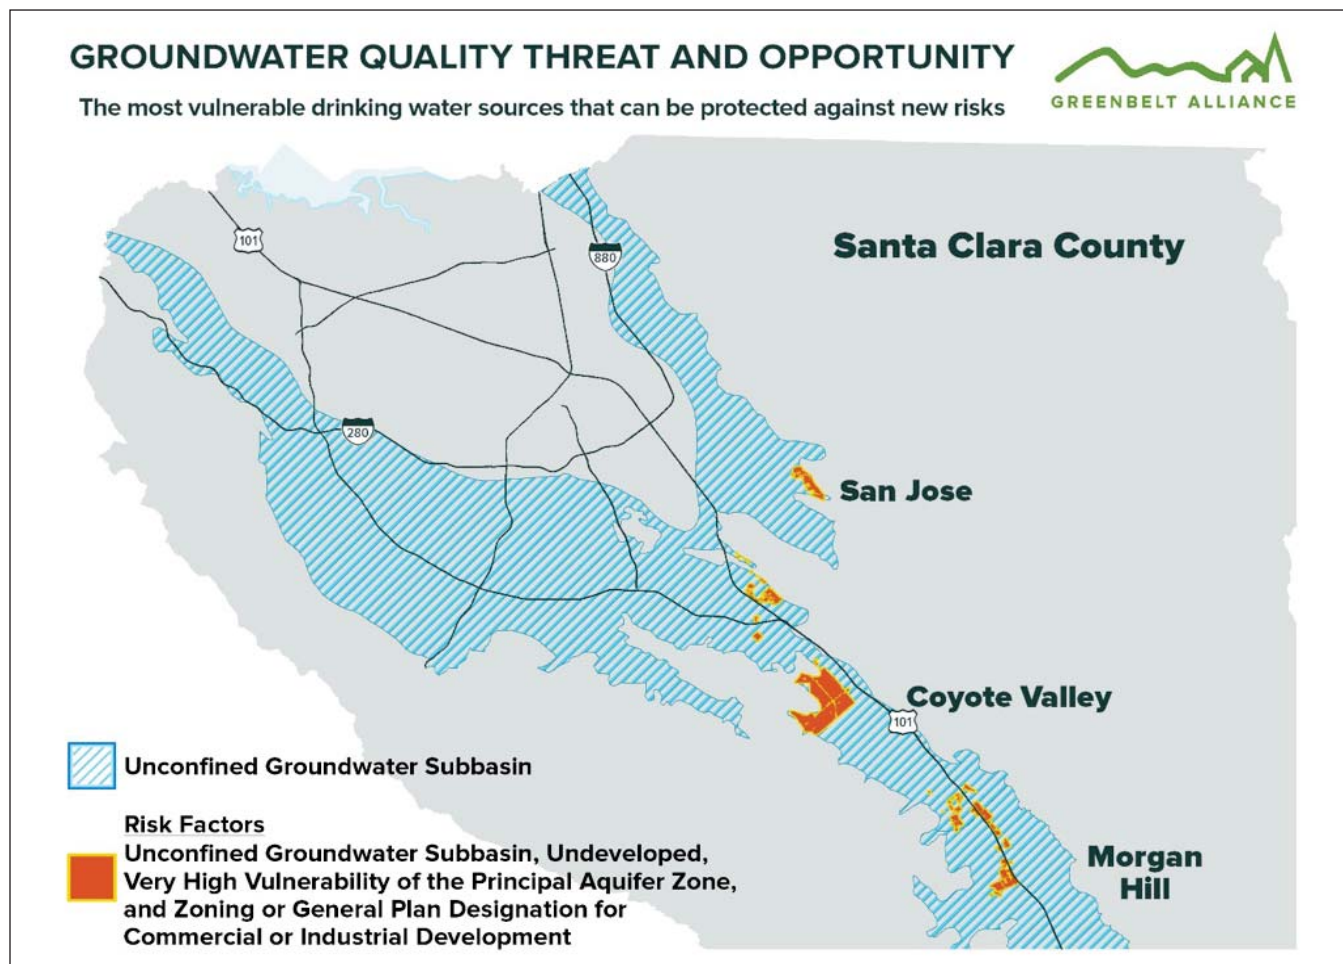 GROUNDWATER QUALITY THREAT AND OPPORTUNITY
The most vulnerable drinking water sources that can be protected against new risks
GREENBELT ALLIANCE
101
880
Santa Clara County
280
San Jose
Coyote Valley
101
Unconfined Groundwater Subbasin
Risk Factors
Unconfined Groundwater Subbasin, Undeveloped,
Very High Vulnerability of the Principal Aquifer Zone,
and Zoning or General Plan Designation for
Commercial or Industrial Development
Morgan
Hill